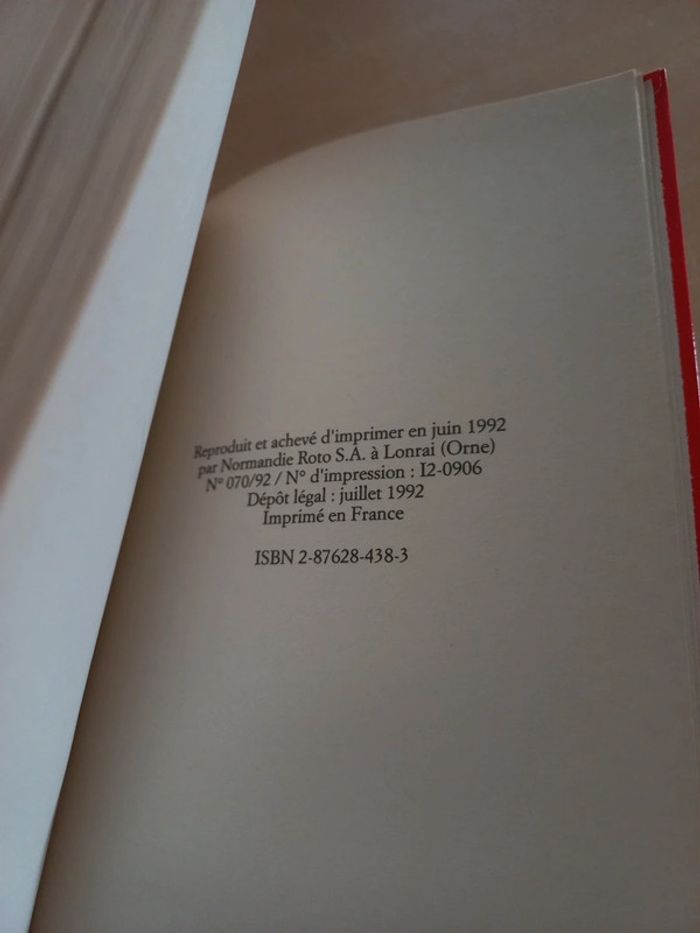 Reproduit et achevé d'imprimer en juin 1992
par Normandie Roto S.A. à Lonrai (Orne)
N° 070/92 / N° d'impression : I2-0906
Dépôt légal : juillet 1992
Imprimé en France
ISBN 2-87628-438-3